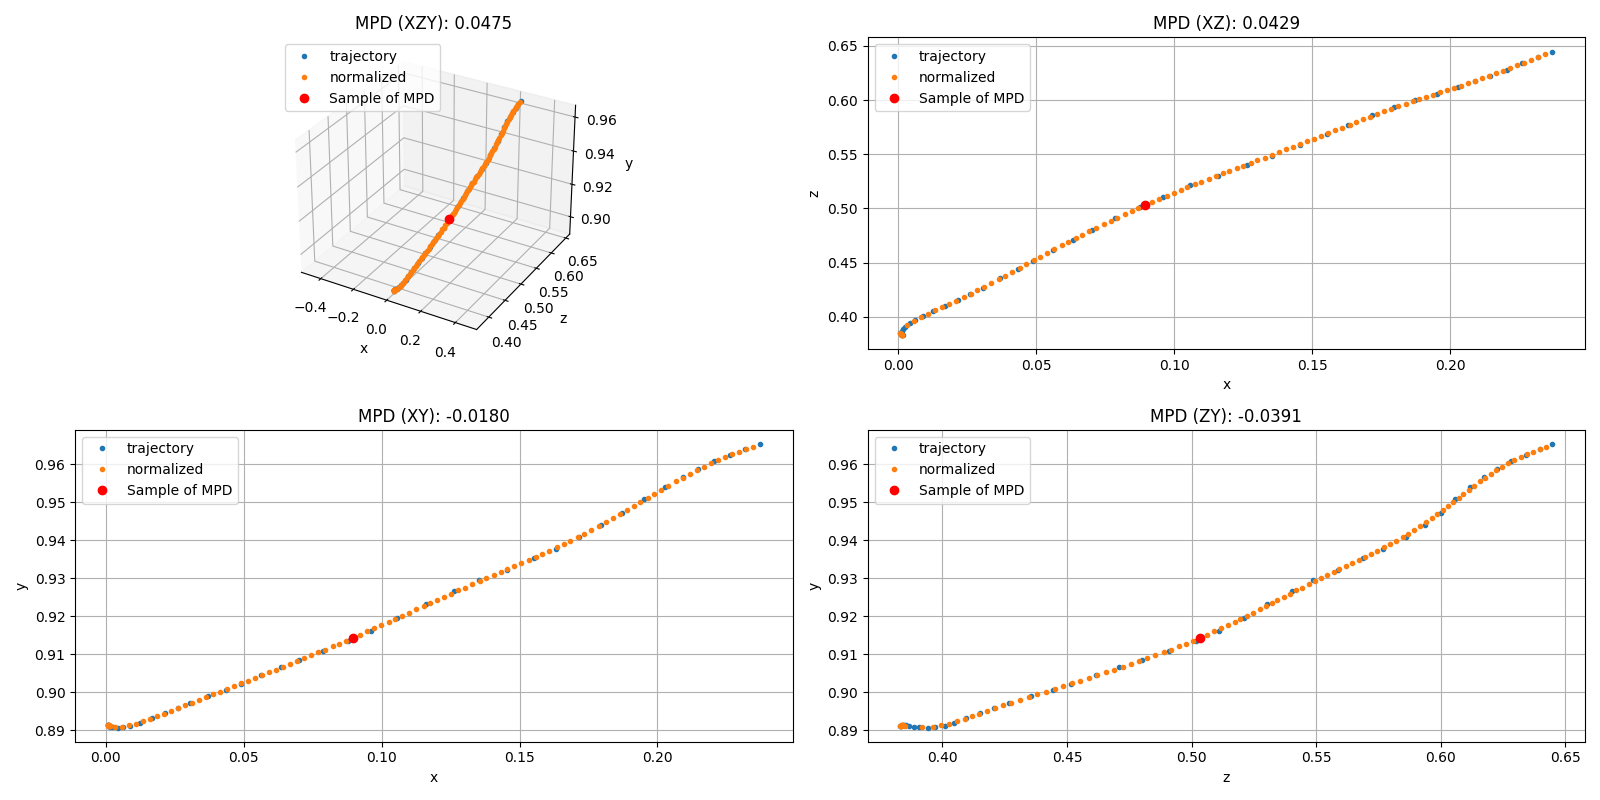 MPD (XZY): 0.0475
trajectory
normalized
Sample of MPD
0.96
0.94
0.92
0.90
y
0.65
0.60
0.55
0.50
0.45
0.40
z
−0.4
−0.2
0.0
0.2
0.4
x
MPD (XZ): 0.0429
trajectory
normalized
Sample of MPD
0.65
0.60
0.55
0.50
0.45
0.40
z
0.00 0.05 0.10 0.15 0.20
x
MPD (XY): -0.0180
trajectory
normalized
Sample of MPD
0.96
0.95
0.94
0.93
0.92
0.91
0.90
0.89
y
0.00 0.05 0.10 0.15 0.20
x
MPD (ZY): -0.0391
trajectory
normalized
Sample of MPD
0.96
0.95
0.94
0.93
0.92
0.91
0.90
0.89
y
0.40 0.45 0.50 0.55 0.60 0.65
z